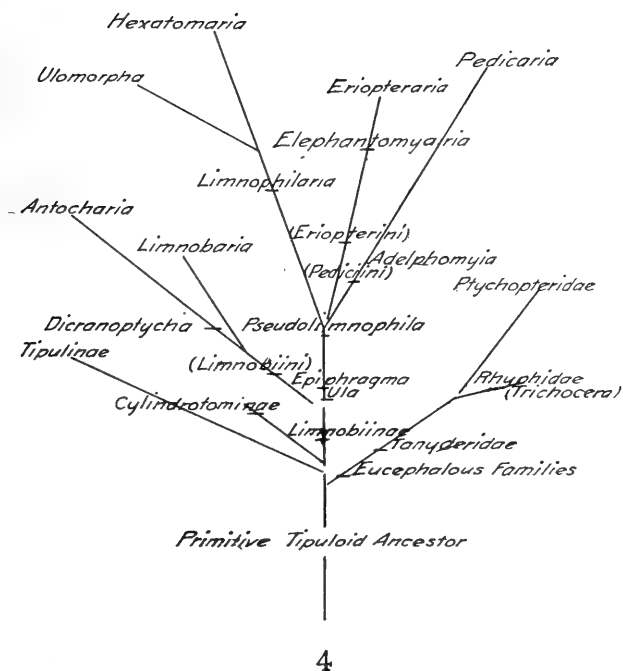 Hexatomaria
Pedicaria
Ulomorpha
Eriopteraria
Elephantomyaria
Limnophilaria
Antocharia
(Eriopterini)
Limnobaria
Adelphomyia
(Pediciini)
Ptychopteridae
Dicranoptycha
Pseudolimnophila
Tipulinae
(Limnobiini)
Epiphragma
Rhyphidae
Ula
(Trichocera)
Cylindrotominae
Limnobiinae
Tanyderidae
Eucephalous Families
Primitive Tipuloid Ancestor
4